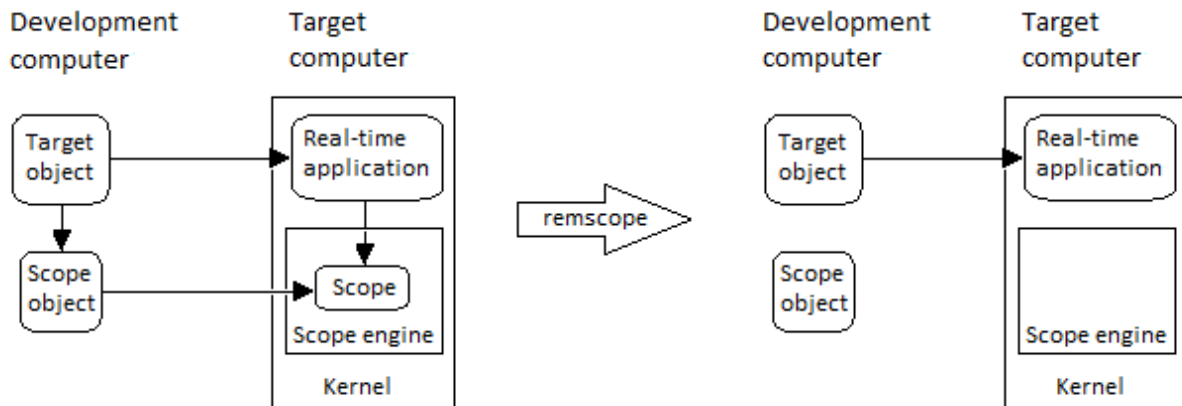 Development
computer
Target
computer
Target
object
Real-time
application
Scope
object
Scope
Scope engine
Kernel
remscope
Development
computer
Target
computer
Target
object
Real-time
application
Scope
object
Scope engine
Kernel